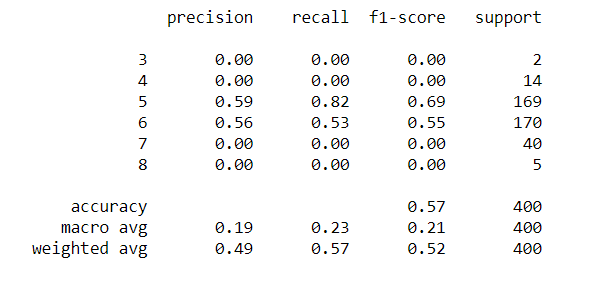 precision recall f1-score support
3 0.00 0.00 0.00 2
4 0.00 0.00 0.00 14
5 0.59 0.82 0.69 169
6 0.56 0.53 0.55 170
7 0.00 0.00 0.00 40
8 0.00 0.00 0.00 5
accuracy 0.57 400
macro avg 0.19 0.23 0.21 400
weighted avg 0.49 0.57 0.52 400